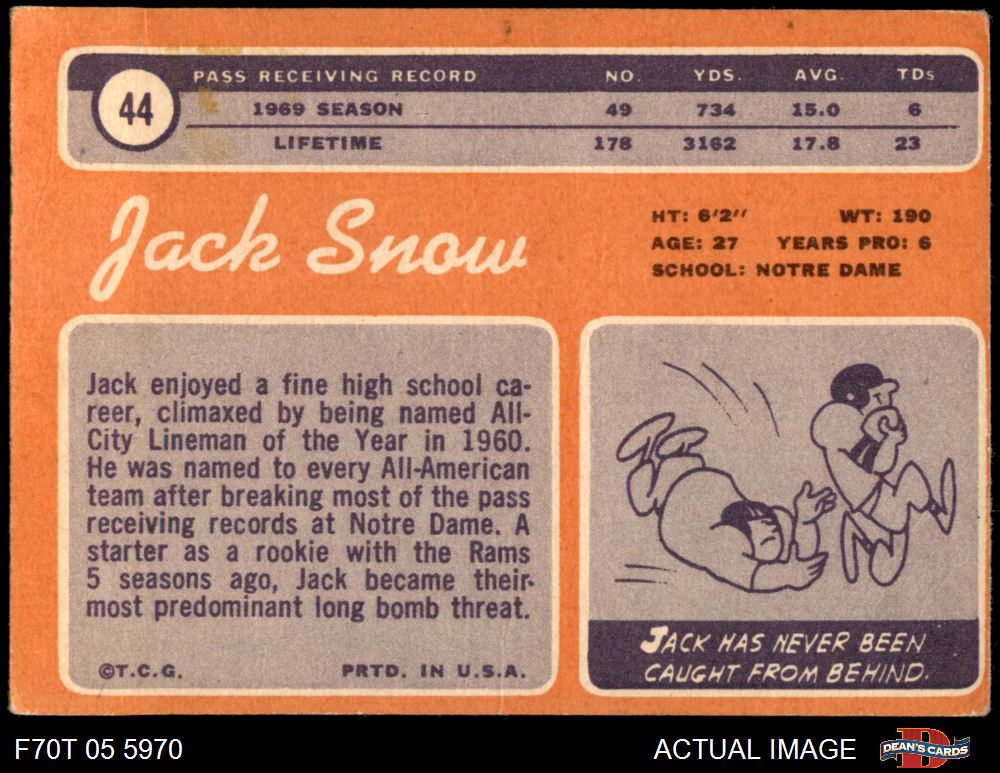 44
PASS RECEIVING RECORD NO. YDS. AVG. TDs
1969 SEASON 49 734 15.0 6
LIFETIME 178 3162 17.8 23
Jack Snow
HT: 6'2" WT: 190
AGE: 27 YEARS PRO: 6
SCHOOL: NOTRE DAME
Jack enjoyed a fine high school ca-
reer, climaxed by being named All-
City Lineman of the Year in 1960.
He was named to every All-American
team after breaking most of the pass
receiving records at Notre Dame. A
starter as a rookie with the Rams
5 seasons ago, Jack became their
most predominant long bomb threat.
©T.C.G. PRTD. IN U.S.A.
JACK HAS NEVER BEEN
CAUGHT FROM BEHIND.
F70T 05 5970 ACTUAL IMAGE D DEAN'S CARDS